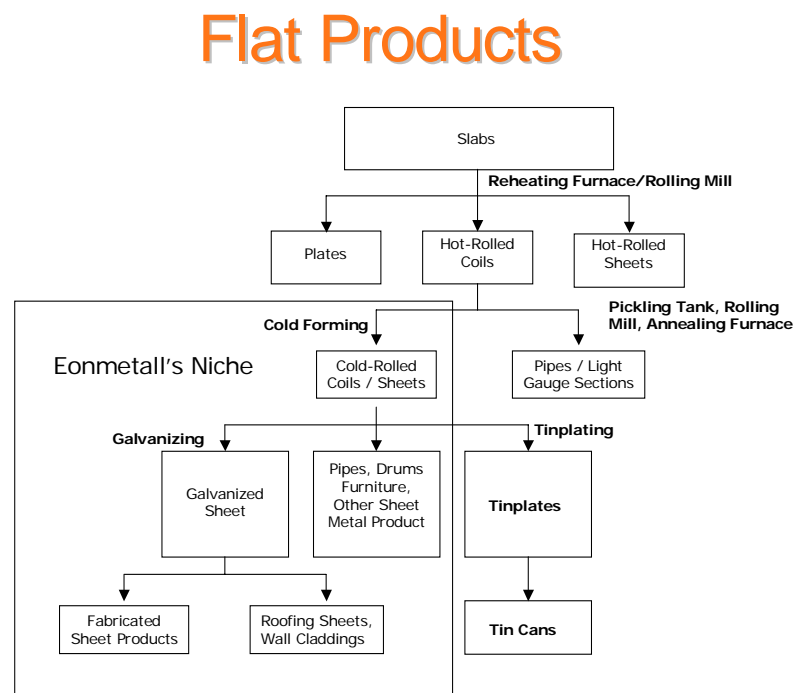 Flat Products
Slabs
Reheating Furnace/Rolling Mill
Plates
Hot-Rolled
Coils
Hot-Rolled
Sheets
Pickling Tank, Rolling
Mill, Annealing Furnace
Cold Forming
Eonmetall's Niche
Cold-Rolled
Coils / Sheets
Pipes / Light
Gauge Sections
Galvanizing
Tinplating
Galvanized
Sheet
Pipes, Drums
Furniture,
Other Sheet
Metal Product
Tinplates
Fabricated
Sheet Products
Roofing Sheets,
Wall Claddings
Tin Cans